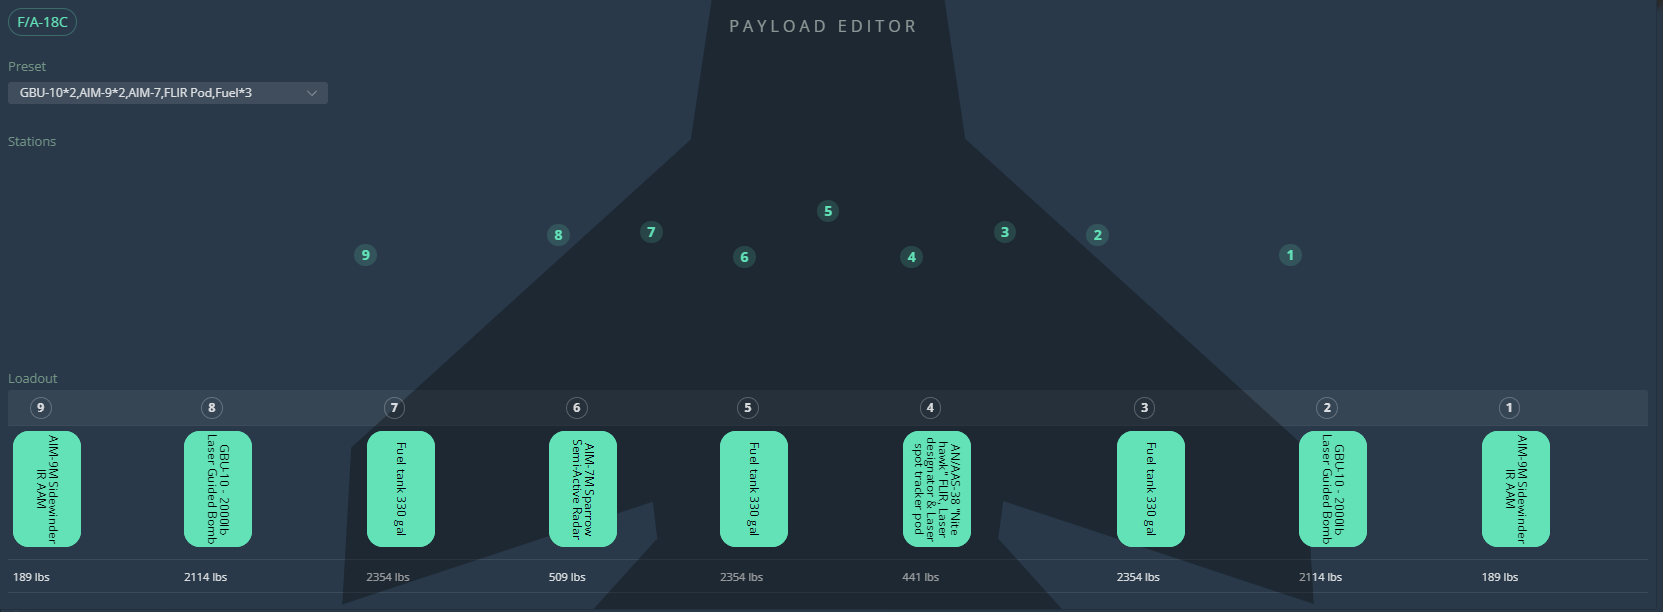 F/A-18C
PAYLOAD EDITOR
Preset
GBU-10*2,AIM-9*2,AIM-7,FLIR Pod,Fuel*3
Stations
5
7
3
8
2
9
6
4
1
Loadout
9
8
7
6
5
4
3
2
1
AIM-9M Sidewinder
IR AAM
GBU-10 - 2000lb
Laser Guided Bomb
Fuel tank 330 gal
AIM-7M Sparrow
Semi-Active Radar
Fuel tank 330 gal
AN/AAS-38 "Nite
hawk" FLIR, Laser
designator & Laser
spot tracker pod
Fuel tank 330 gal
GBU-10 - 2000lb
Laser Guided Bomb
AIM-9M Sidewinder
IR AAM
189 lbs
2114 lbs
2354 lbs
509 lbs
2354 lbs
441 lbs
2354 lbs
2114 lbs
189 lbs